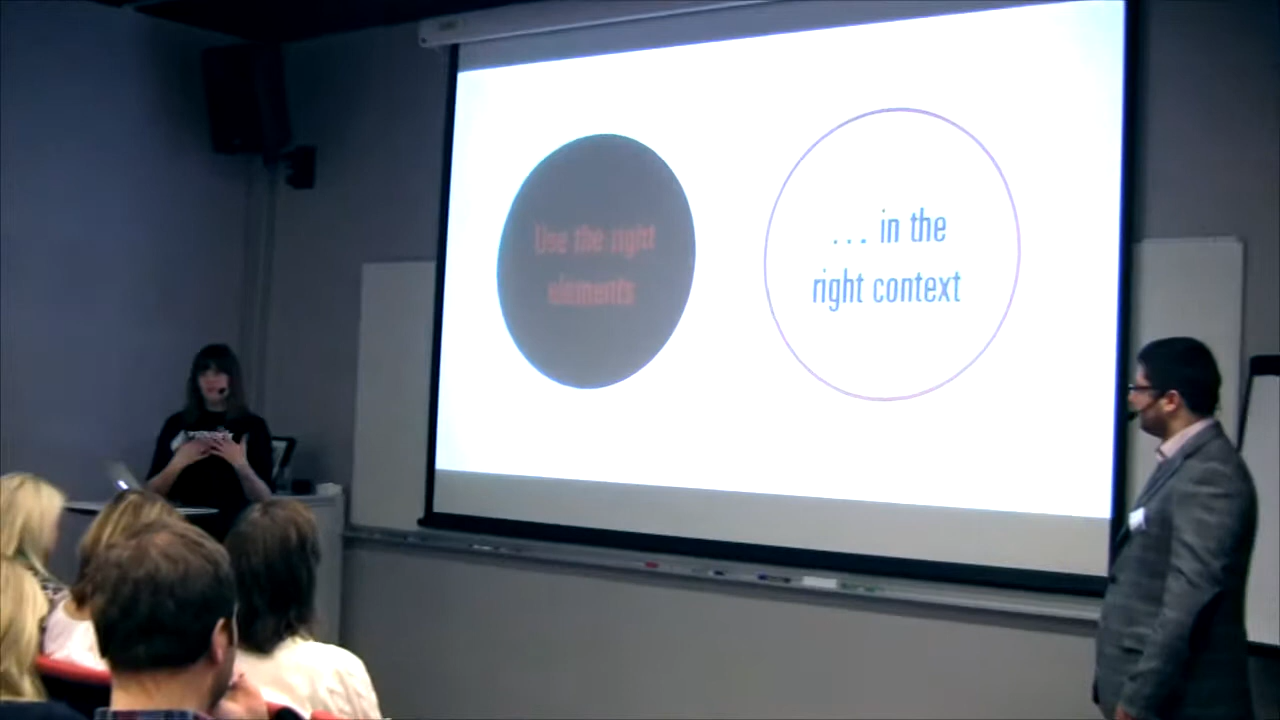 Use the right
elements
... in the
right context